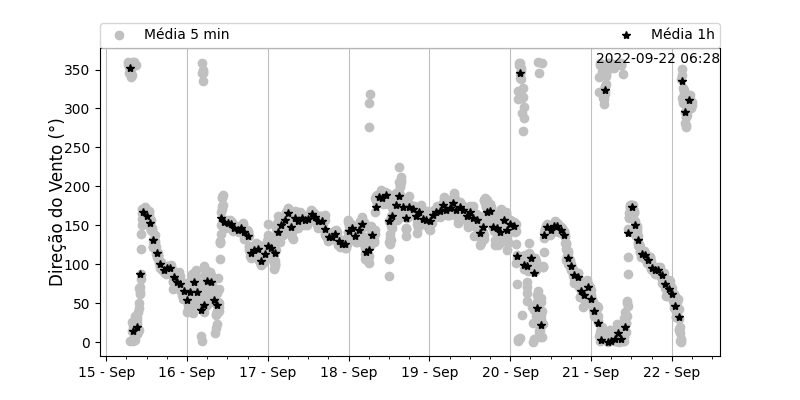 Média 5 min
Média 1h
2022-09-22 06:28
Direção do Vento (°)
350
300
250
200
150
100
50
0
15 - Sep
16 - Sep
17 - Sep
18 - Sep
19 - Sep
20 - Sep
21 - Sep
22 - Sep